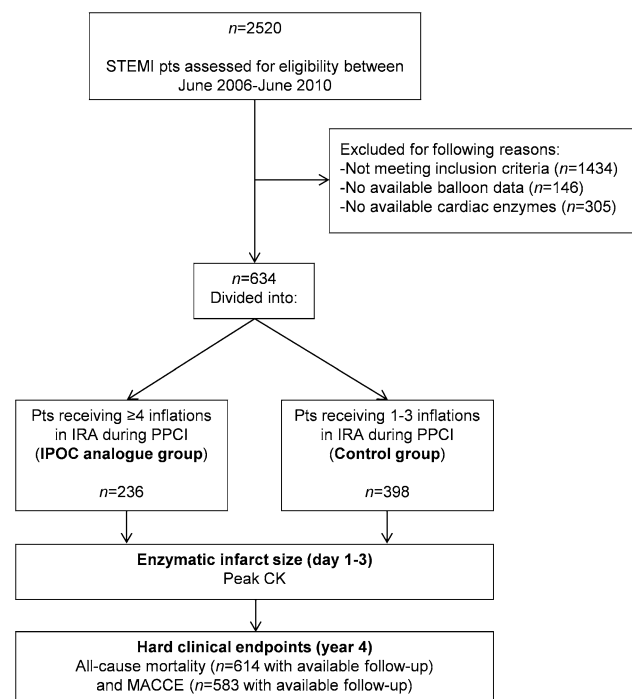 n=2520
STEMI pts assessed for eligibility between
June 2006-June 2010
Excluded for following reasons:
-Not meeting inclusion criteria (n=1434)
-No available balloon data (n=146)
-No available cardiac enzymes (n=305)
n=634
Divided into:
Pts receiving ≥4 inflations
in IRA during PPCI
(IPOC analogue group)
n=236
Pts receiving 1-3 inflations
in IRA during PPCI
(Control group)
n=398
Enzymatic infarct size (day 1-3)
Peak CK
Hard clinical endpoints (year 4)
All-cause mortality (n=614 with available follow-up)
and MACCE (n=583 with available follow-up)